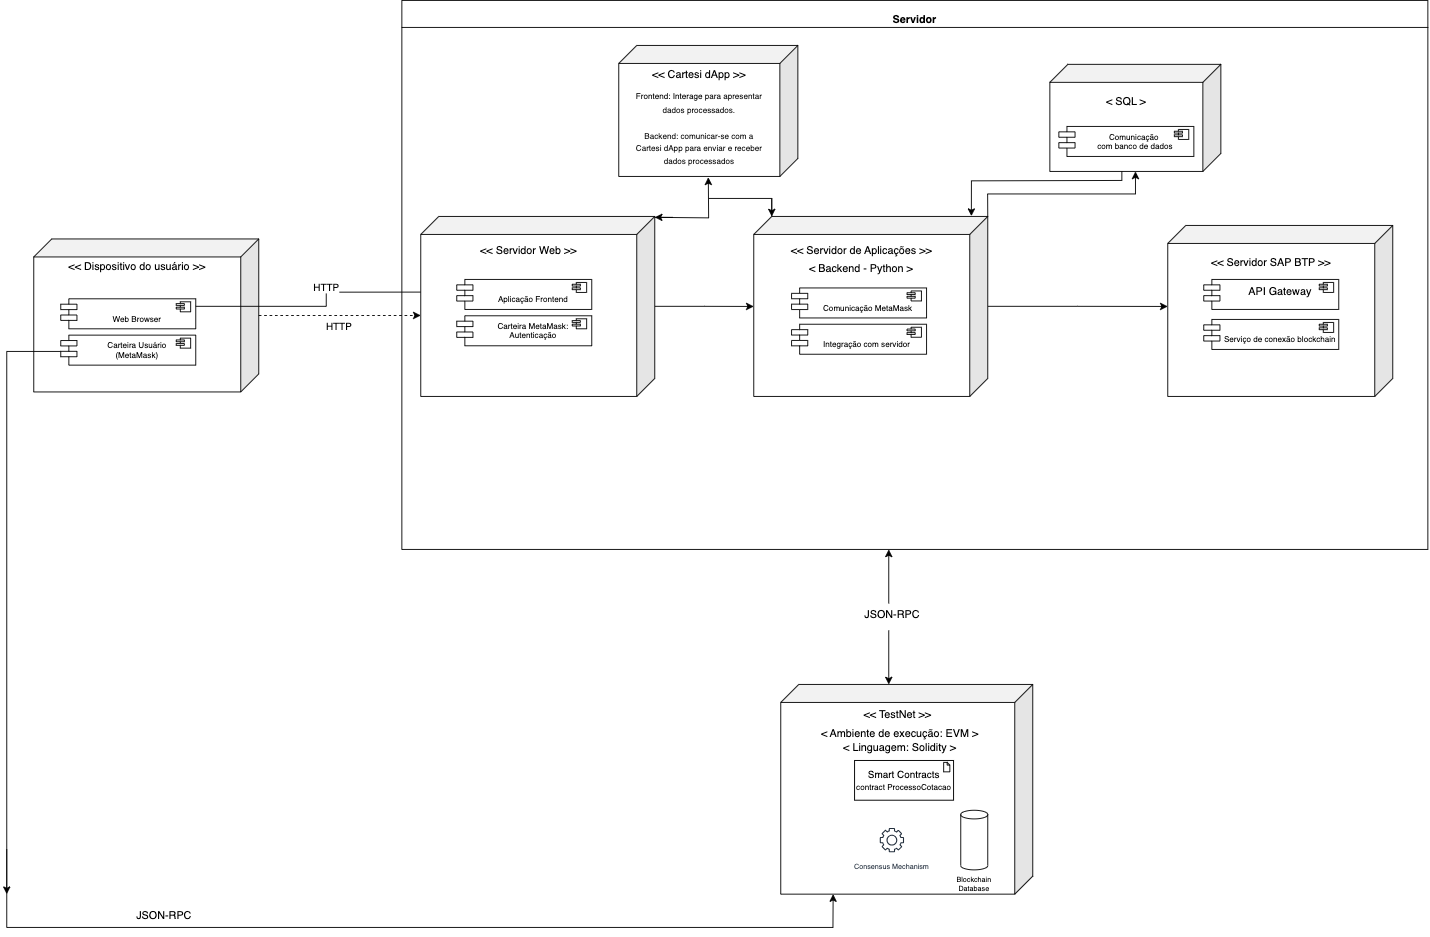 Servidor
<< Cartesi dApp >>
Frontend: Interage para apresentar
dados processados.
Backend: comunicar-se com a
Cartesi dApp para enviar e receber
dados processados
< SQL >
Comunicação
com banco de dados
<< Dispositivo do usuário >>
Web Browser
Carteira Usuário
(MetaMask)
HTTP
HTTP
<< Servidor Web >>
Aplicação Frontend
Carteira MetaMask:
Autenticação
<< Servidor de Aplicações >>
< Backend - Python >
Comunicação MetaMask
Integração com servidor
<< Servidor SAP BTP >>
API Gateway
Serviço de conexão blockchain
JSON-RPC
<< TestNet >>
< Ambiente de execução: EVM >
< Linguagem: Solidity >
Smart Contracts
contract ProcessoCotacao
Consensus Mechanism
Blockchain
Database
JSON-RPC